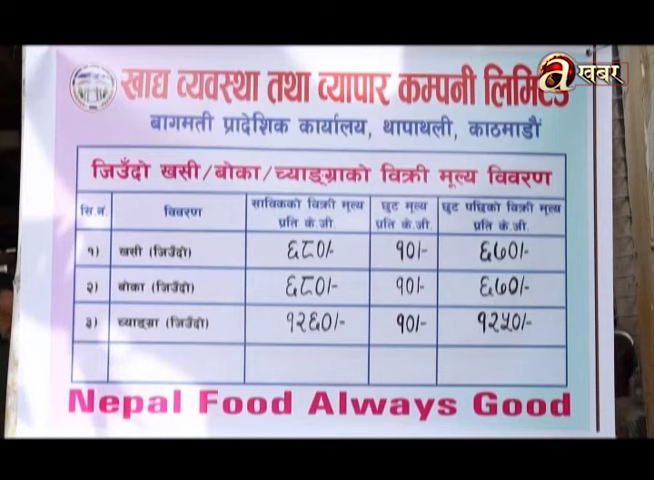 खाद्य व्यवस्था तथा व्यापार कम्पनी लिमिटेड
a खबर
बागमती प्रादेशिक कार्यालय, थापाथली, काठमाडौं
जिउँदो खसी/बोका/च्याङ्ग्राको विक्री मूल्य विवरण
सि.नं. विवरण साविकको विक्री मूल्य प्रति के.जी. छुट मूल्य प्रति के.जी. छुट पछिको विक्री मूल्य प्रति के.जी.
१) खसी (जिउँदो) ६८०/- १०/- ६७०/-
२) बोका (जिउँदो) ६८०/- १०/- ६७०/-
३) च्याङ्ग्रा (जिउँदो) १२६०/- १०/- १२५०/-
Nepal Food Always Good